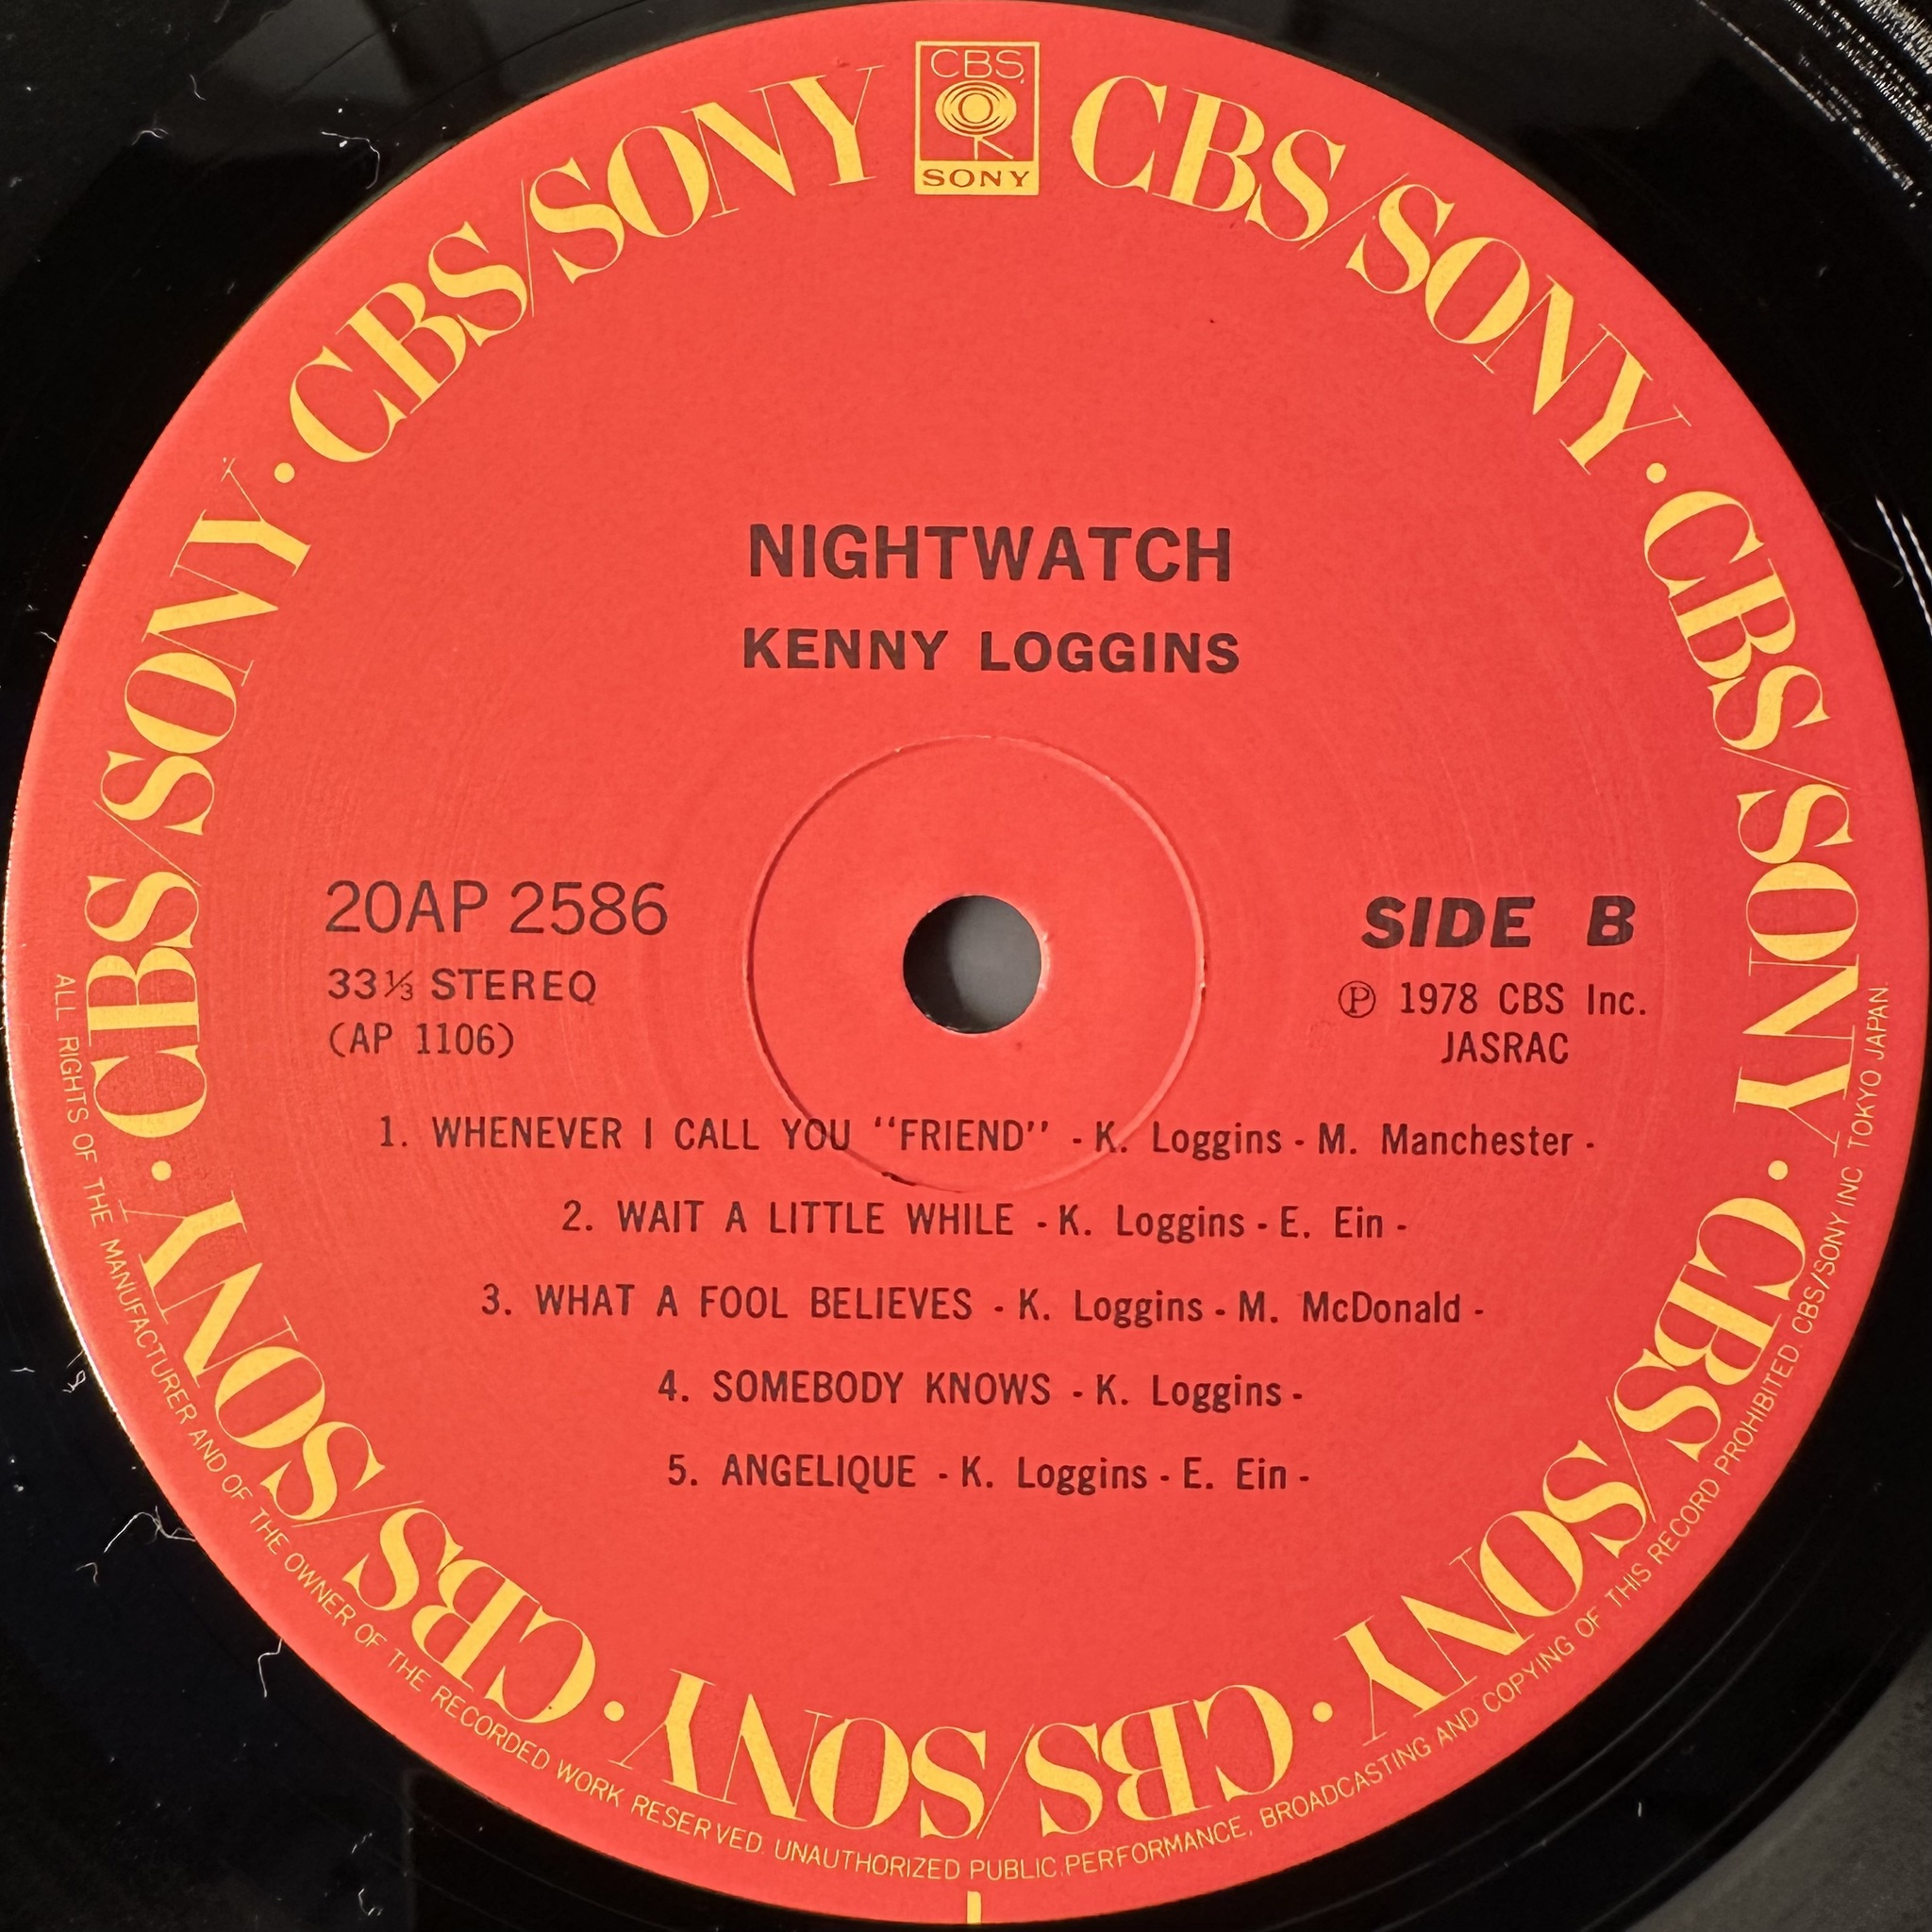 CBS
SONY
CBS/SONY · CBS/SONY · CBS/SONY · CBS/SONY · CBS/SONY · CBS/SONY · CBS/SONY
NIGHTWATCH
KENNY LOGGINS
20AP 2586
33⅓ STEREO
(AP 1106)
SIDE B
Ⓟ 1978 CBS Inc.
JASRAC
1. WHENEVER I CALL YOU "FRIEND" - K. Loggins - M. Manchester -
2. WAIT A LITTLE WHILE - K. Loggins - E. Ein -
3. WHAT A FOOL BELIEVES - K. Loggins - M. McDonald -
4. SOMEBODY KNOWS - K. Loggins -
5. ANGELIQUE - K. Loggins - E. Ein -
ALL RIGHTS OF THE MANUFACTURER AND OF THE OWNER OF THE RECORDED WORK RESERVED. UNAUTHORIZED PUBLIC PERFORMANCE, BROADCASTING AND COPYING OF THIS RECORD PROHIBITED. CBS/SONY INC. TOKYO JAPAN.